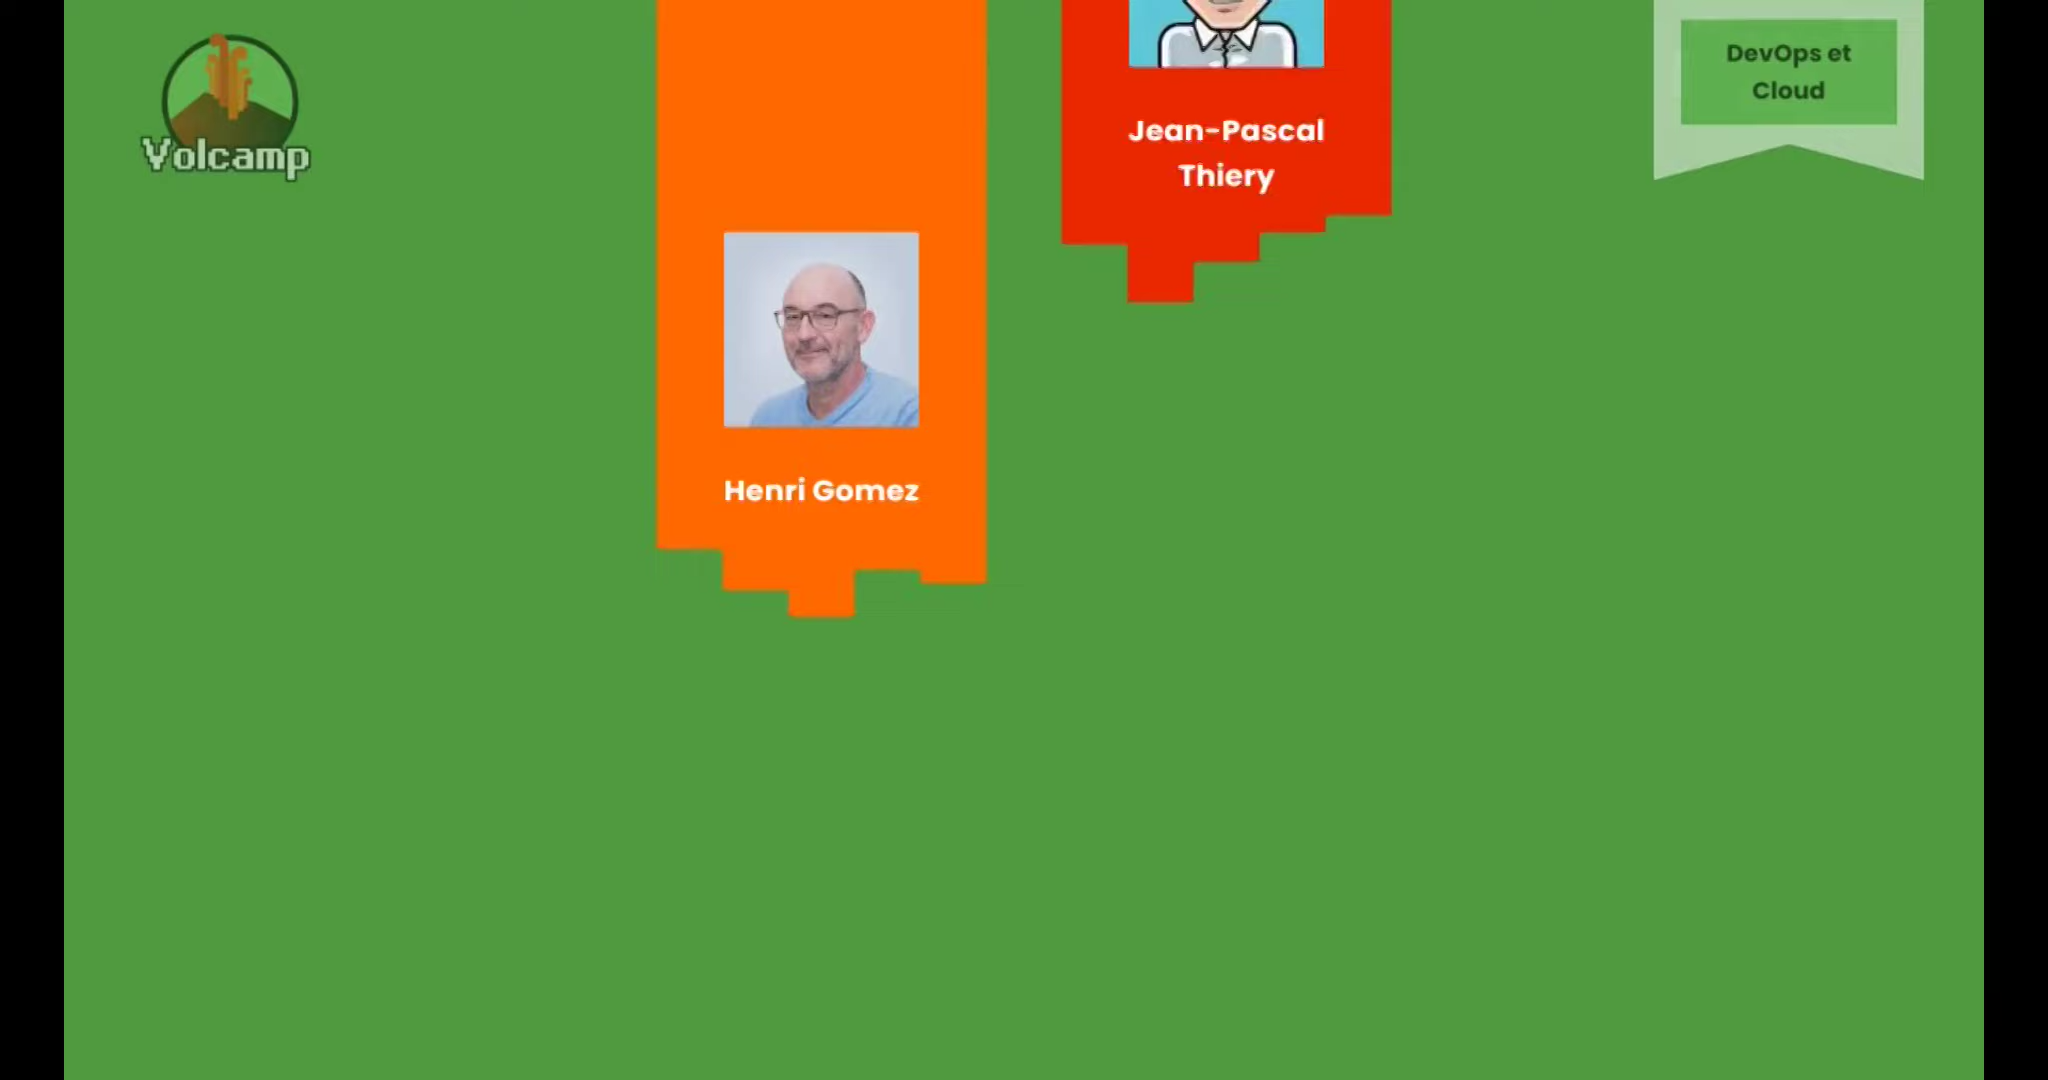 Volcamp
DevOps et
Cloud
Jean-Pascal
Thiery
Henri Gomez